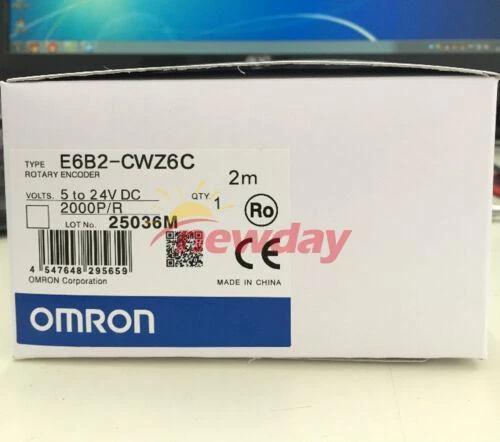 TYPE E6B2-CWZ6C
ROTARY ENCODER 2m
VOLTS. 5 to 24V DC QTY
2000P/R 1 Ro
LOT No. 25036M
newday
4 547648 295659
CE
OMRON Corporation MADE IN CHINA
OMRON